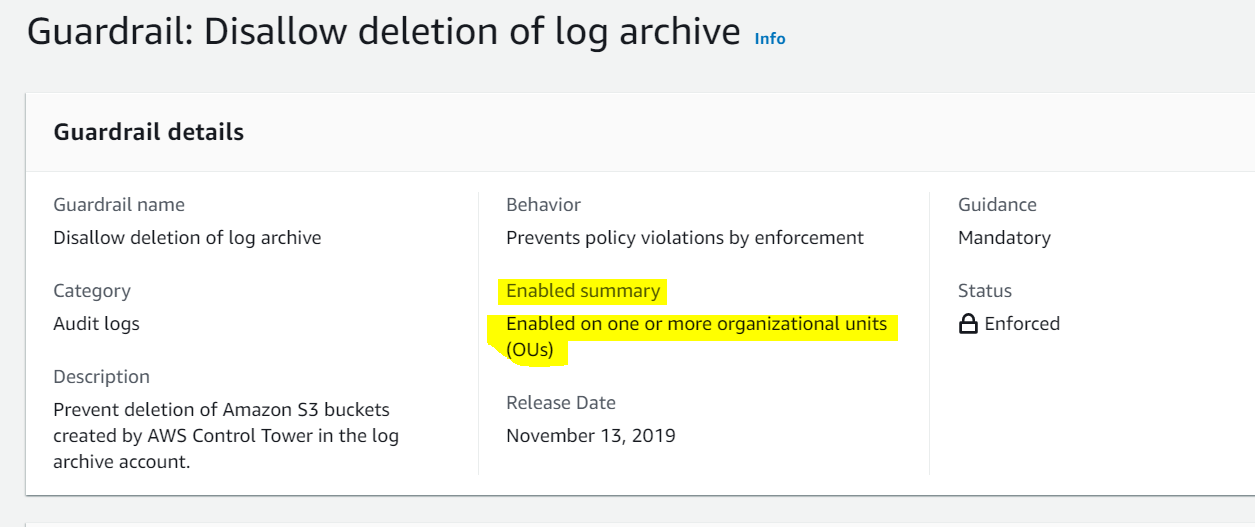 Guardrail: Disallow deletion of log archive Info
Guardrail details
Guardrail name
Disallow deletion of log archive
Category
Audit logs
Description
Prevent deletion of Amazon S3 buckets
created by AWS Control Tower in the log
archive account.
Behavior
Prevents policy violations by enforcement
Enabled summary
Enabled on one or more organizational units
(OUs)
Release Date
November 13, 2019
Guidance
Mandatory
Status
Enforced